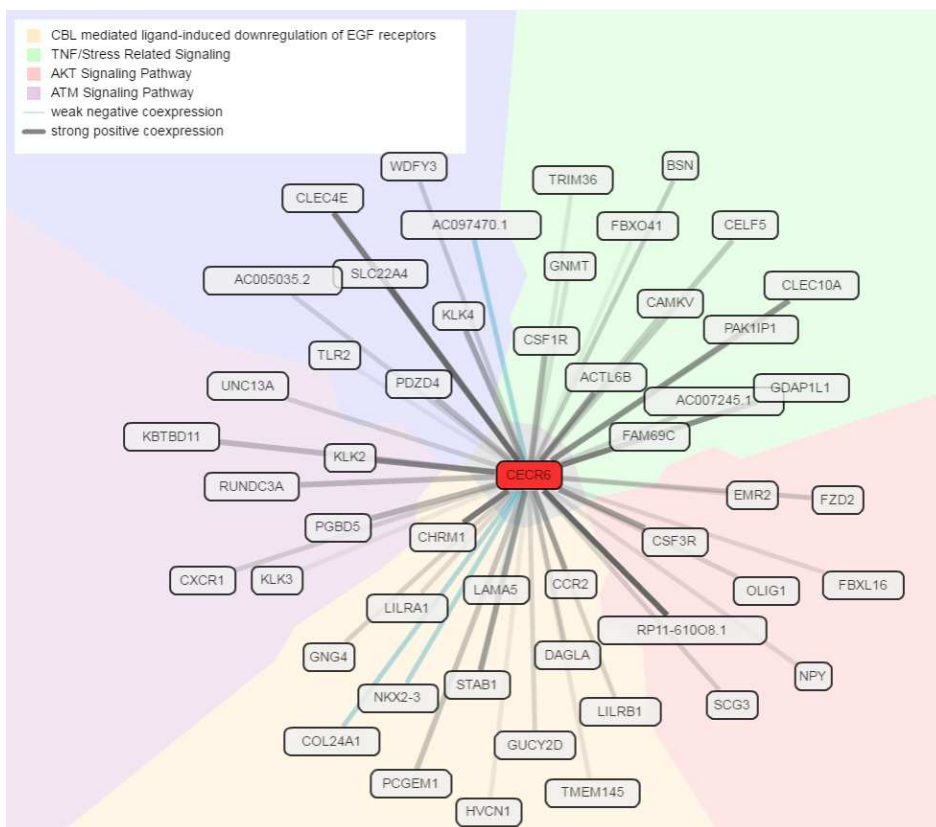 CBL mediated ligand-induced downregulation of EGF receptors
TNF/Stress Related Signaling
AKT Signaling Pathway
ATM Signaling Pathway
weak negative coexpression
strong positive coexpression
WDFY3
BSN
TRIM36
CLEC4E
AC097470.1
FBXO41
CELF5
GNMT
SLC22A4
AC005035.2
CLEC10A
CAMKV
KLK4
PAK1IP1
CSF1R
TLR2
ACTL6B
PDZD4
UNC13A
GDAP1L1
AC007245.1
KBTBD11
FAM69C
KLK2
CECR6
RUNDC3A
EMR2
FZD2
PGBD5
CHRM1
CSF3R
CXCR1
KLK3
CCR2
FBXL16
LAMA5
OLIG1
LILRA1
RP11-610O8.1
GNG4
DAGLA
NPY
STAB1
NKX2-3
SCG3
LILRB1
COL24A1
GUCY2D
PCGEM1
TMEM145
HVCN1